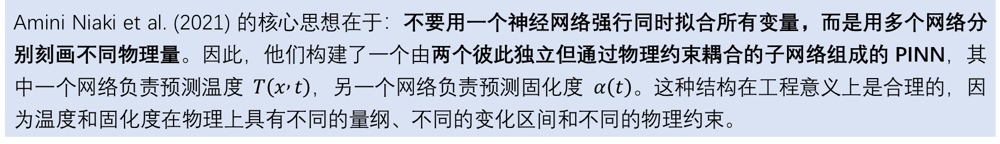 Amini Niaki et al. (2021) 的核心思想在于：不要用一个神经网络强行同时拟合所有变量，而是用多个网络分
别刻画不同物理量。因此，他们构建了一个由两个彼此独立但通过物理约束耦合的子网络组成的 PINN，其
中一个网络负责预测温度 T(x, t)，另一个网络负责预测固化度 α(t)。这种结构在工程意义上是合理的，因
为温度和固化度在物理上具有不同的量纲、不同的变化区间和不同的物理约束。